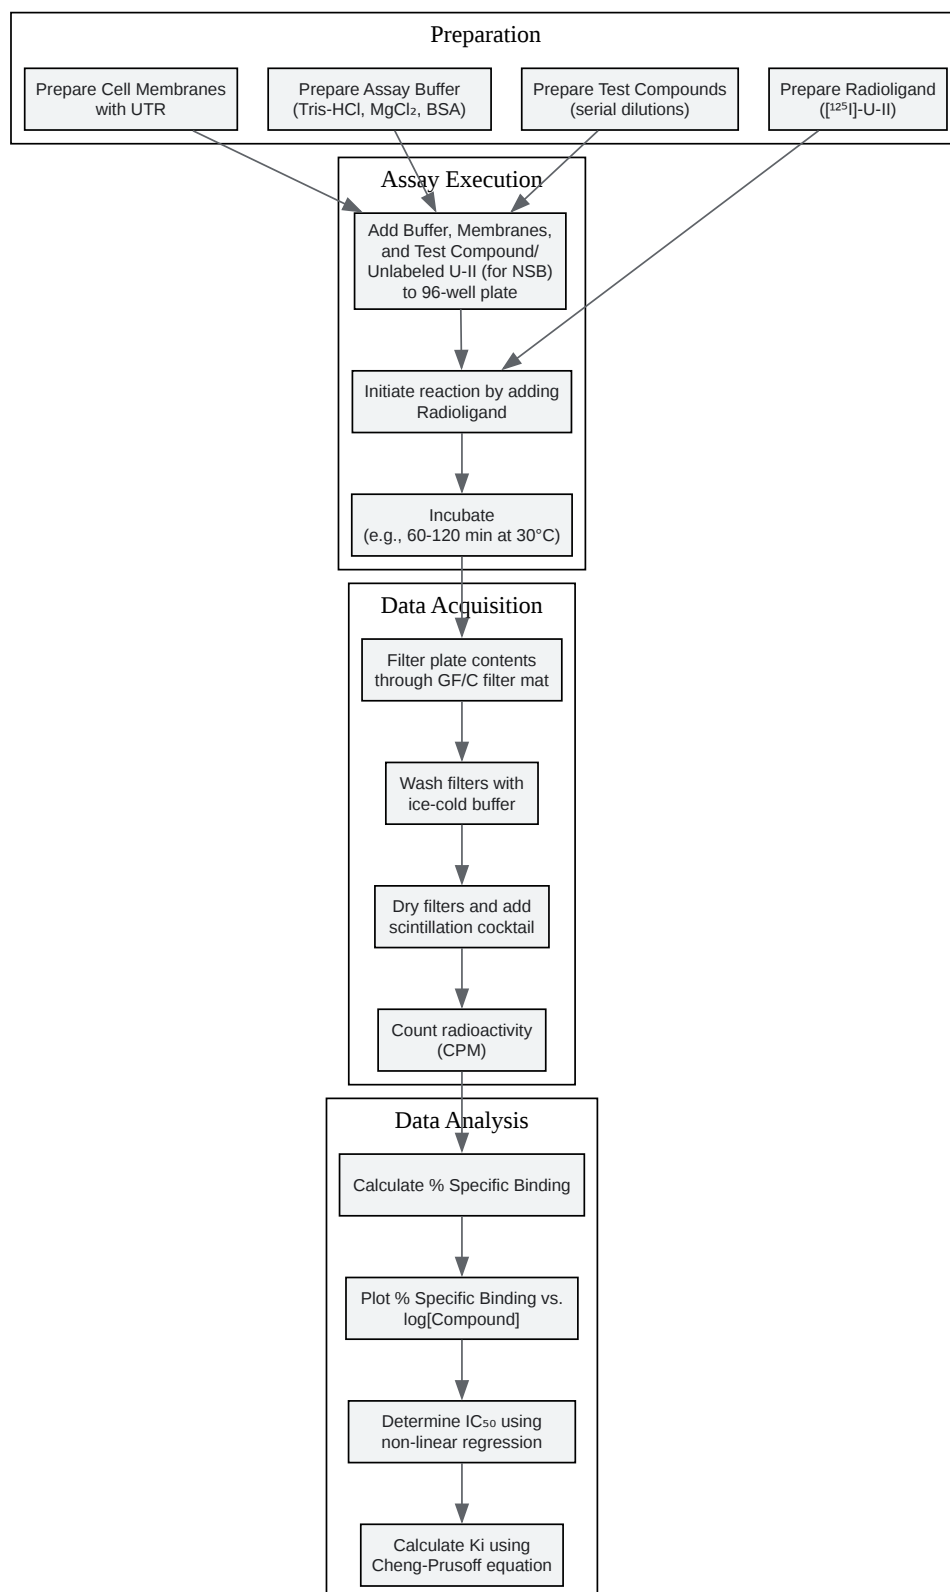 Preparation
Prepare Cell Membranes
with UTR
Prepare Assay Buffer
(Tris-HCl, MgCl₂, BSA)
Prepare Test Compounds
(serial dilutions)
Prepare Radioligand
([¹²⁵I]-U-II)
Assay Execution
Add Buffer, Membranes,
and Test Compound/
Unlabeled U-II (for NSB)
to 96-well plate
Initiate reaction by adding
Radioligand
Incubate
(e.g., 60-120 min at 30°C)
Data Acquisition
Filter plate contents
through GF/C filter mat
Wash filters with
ice-cold buffer
Dry filters and add
scintillation cocktail
Count radioactivity
(CPM)
Data Analysis
Calculate % Specific Binding
Plot % Specific Binding vs.
log[Compound]
Determine IC₅₀ using
non-linear regression
Calculate Ki using
Cheng-Prusoff equation